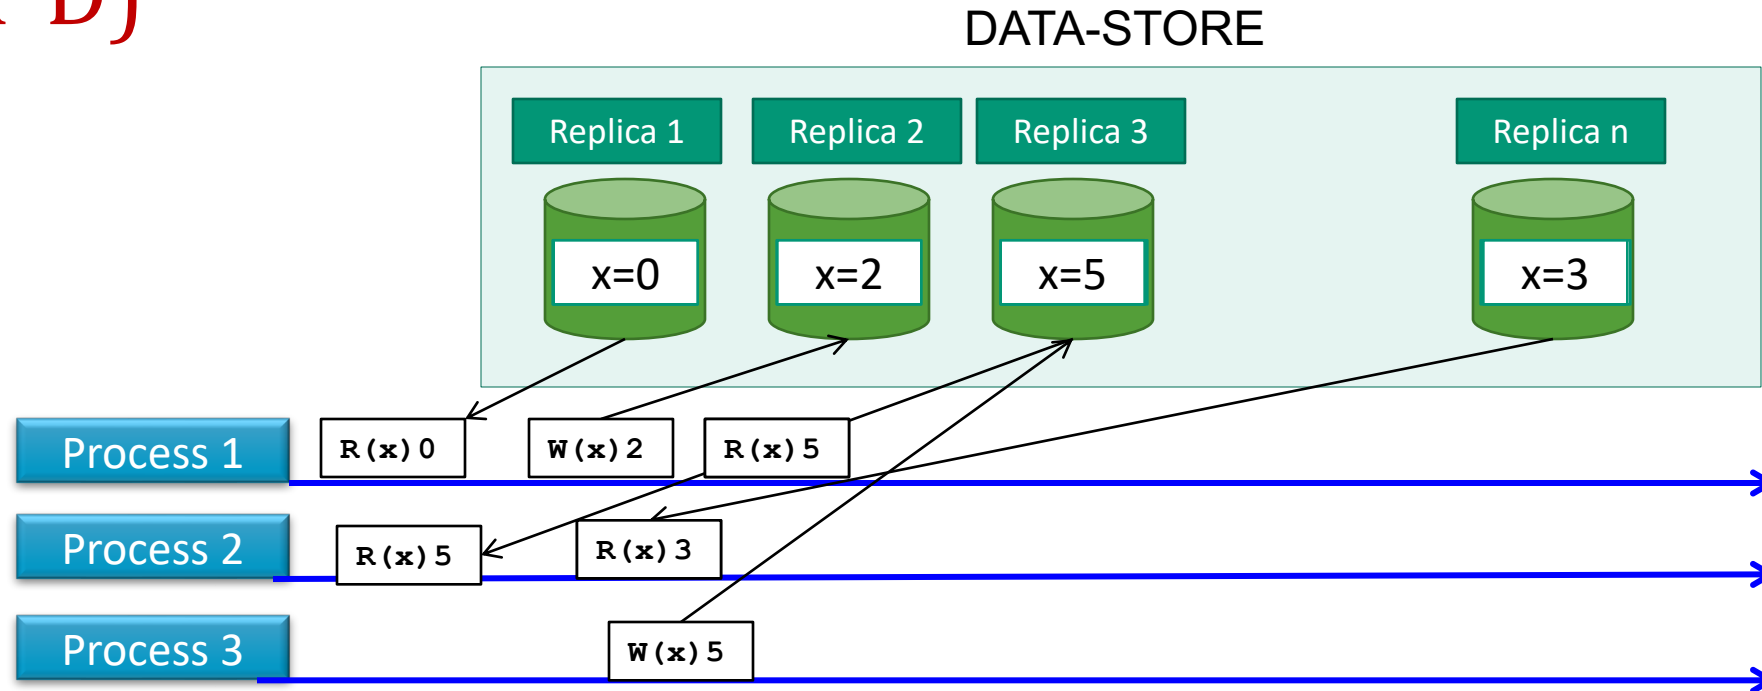 DATA-STORE
Replica 1 Replica 2 Replica 3 Replica n
x=0 x=2 x=5 x=3
Process 1 R(x)0 W(x)2 R(x)5
Process 2 R(x)5 R(x)3
Process 3 W(x)5